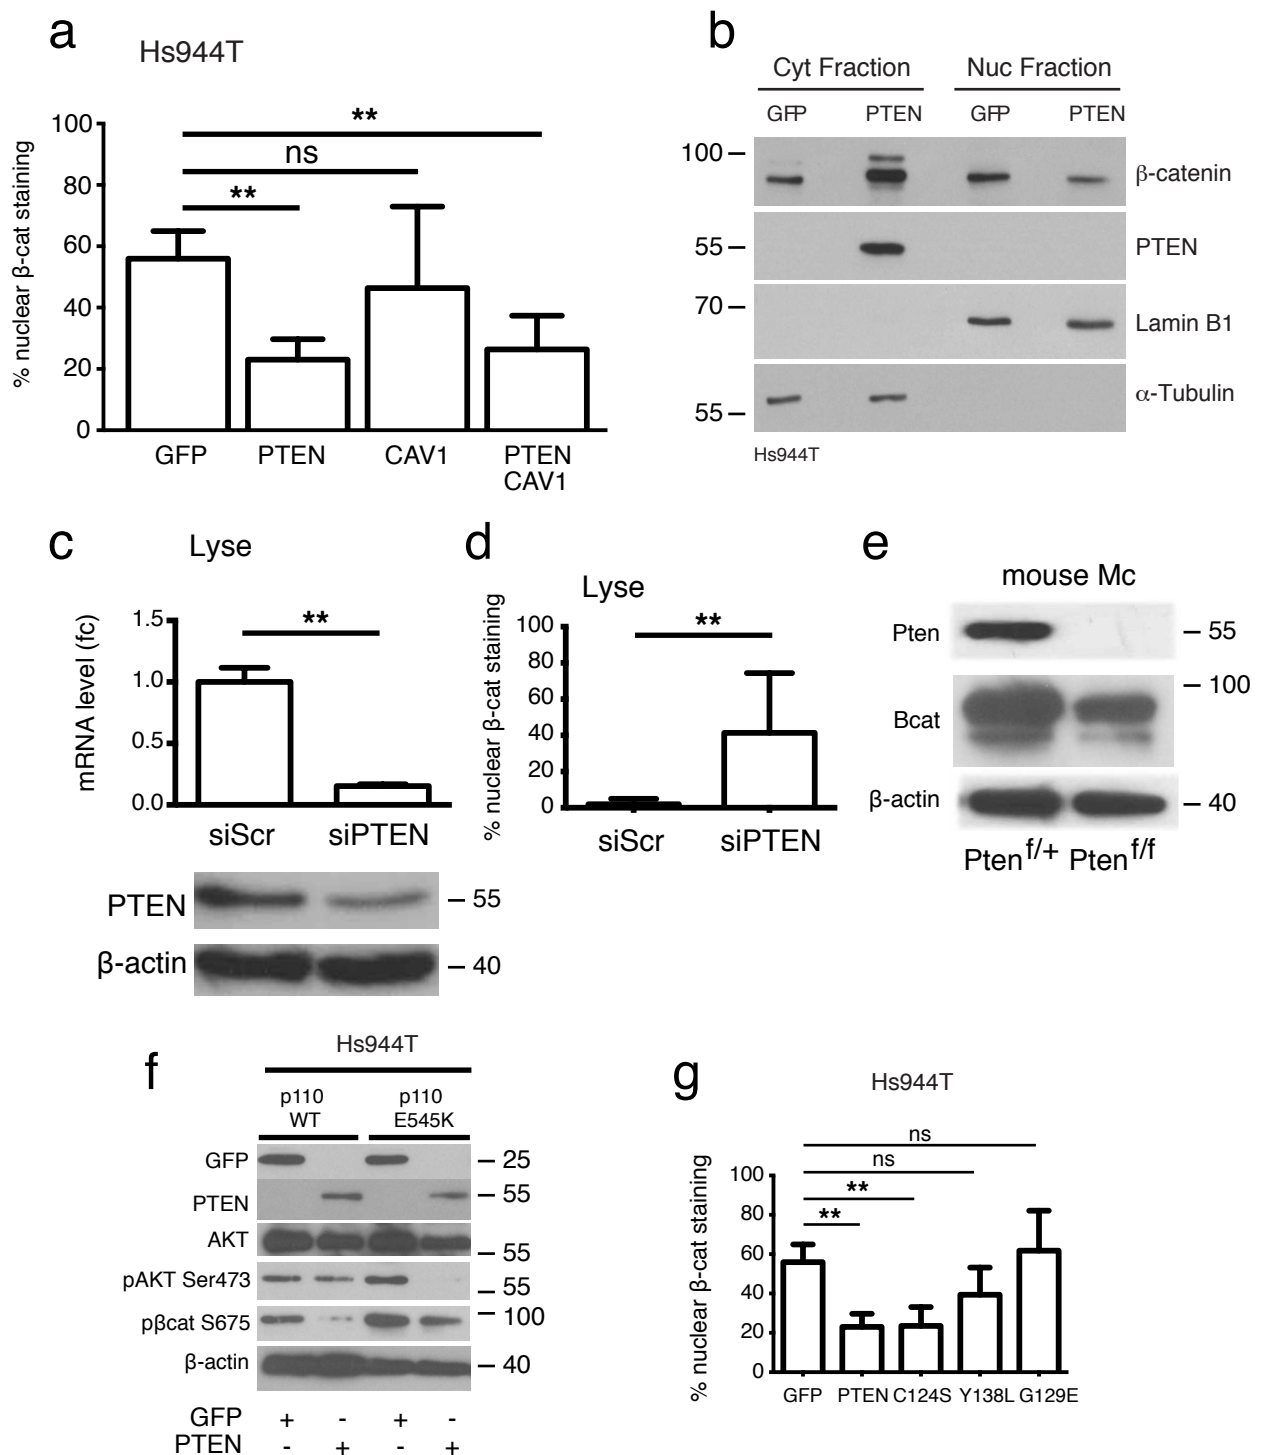 a
Hs944T
% nuclear β-cat staining
100
80
60
40
20
0
**
ns
**
GFP PTEN CAV1 PTEN
CAV1
b
Cyt Fraction Nuc Fraction
GFP PTEN GFP PTEN
100 β-catenin
55 PTEN
70 Lamin B1
55 α-Tubulin
Hs944T
c
Lyse
mRNA level (fc)
1.5
1.0
0.5
0.0
**
siScr siPTEN
PTEN 55
β-actin 40
d
Lyse
% nuclear β-cat staining
100
80
60
40
20
0
**
siScr siPTEN
e
mouse Mc
Pten 55
100
Bcat
β-actin 40
Pten f/+ Pten f/f
f
Hs944T
p110 p110
WT E545K
GFP 25
PTEN 55
AKT 55
pAKT Ser473 55
pβcat S675 100
β-actin 40
GFP + - + -
PTEN - + - +
g
Hs944T
% nuclear β-cat staining
100
80
60
40
20
0
ns
ns
**
**
GFP PTEN C124S Y138L G129E